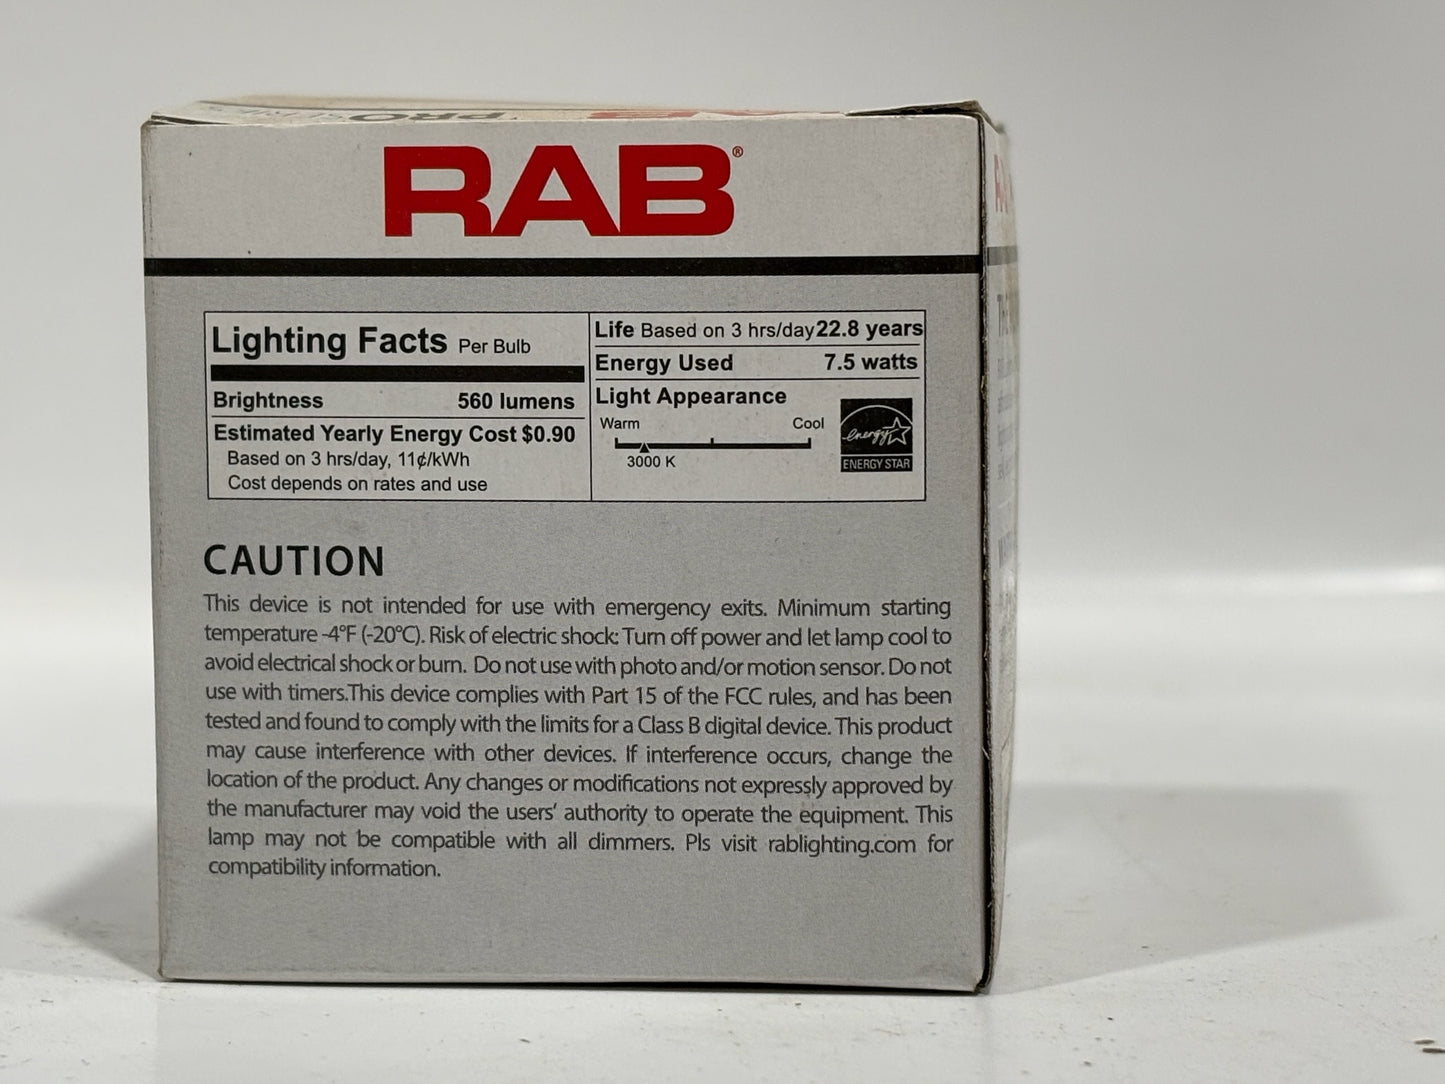 PRO
RAB®
Lighting Facts Per Bulb
Brightness 560 lumens
Estimated Yearly Energy Cost $0.90
Based on 3 hrs/day, 11¢/kWh
Cost depends on rates and use
Life Based on 3 hrs/day 22.8 years
Energy Used 7.5 watts
Light Appearance
Warm Cool
3000 K
energy
ENERGY STAR
CAUTION
This device is not intended for use with emergency exits. Minimum starting
temperature -4°F (-20°C). Risk of electric shock: Turn off power and let lamp cool to
avoid electrical shock or burn. Do not use with photo and/or motion sensor. Do not
use with timers.This device complies with Part 15 of the FCC rules, and has been
tested and found to comply with the limits for a Class B digital device. This product
may cause interference with other devices. If interference occurs, change the
location of the product. Any changes or modifications not expressly approved by
the manufacturer may void the users' authority to operate the equipment. This
lamp may not be compatible with all dimmers. Pls visit rablighting.com for
compatibility information.